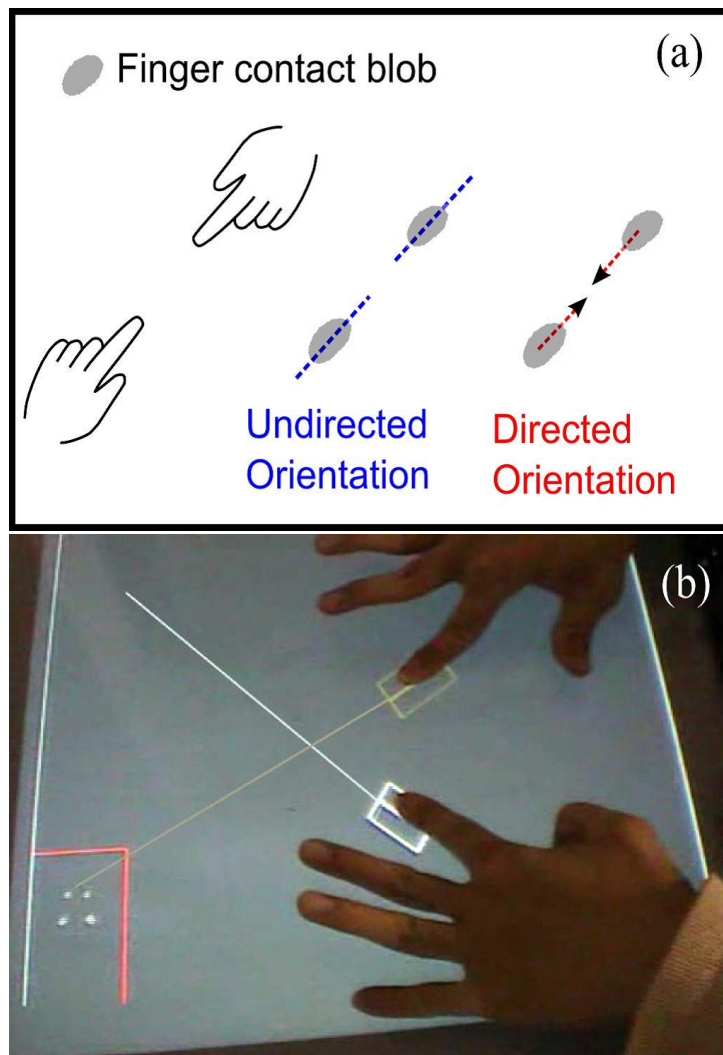 (a)
Finger contact blob
Undirected
Orientation
Directed
Orientation
(b)